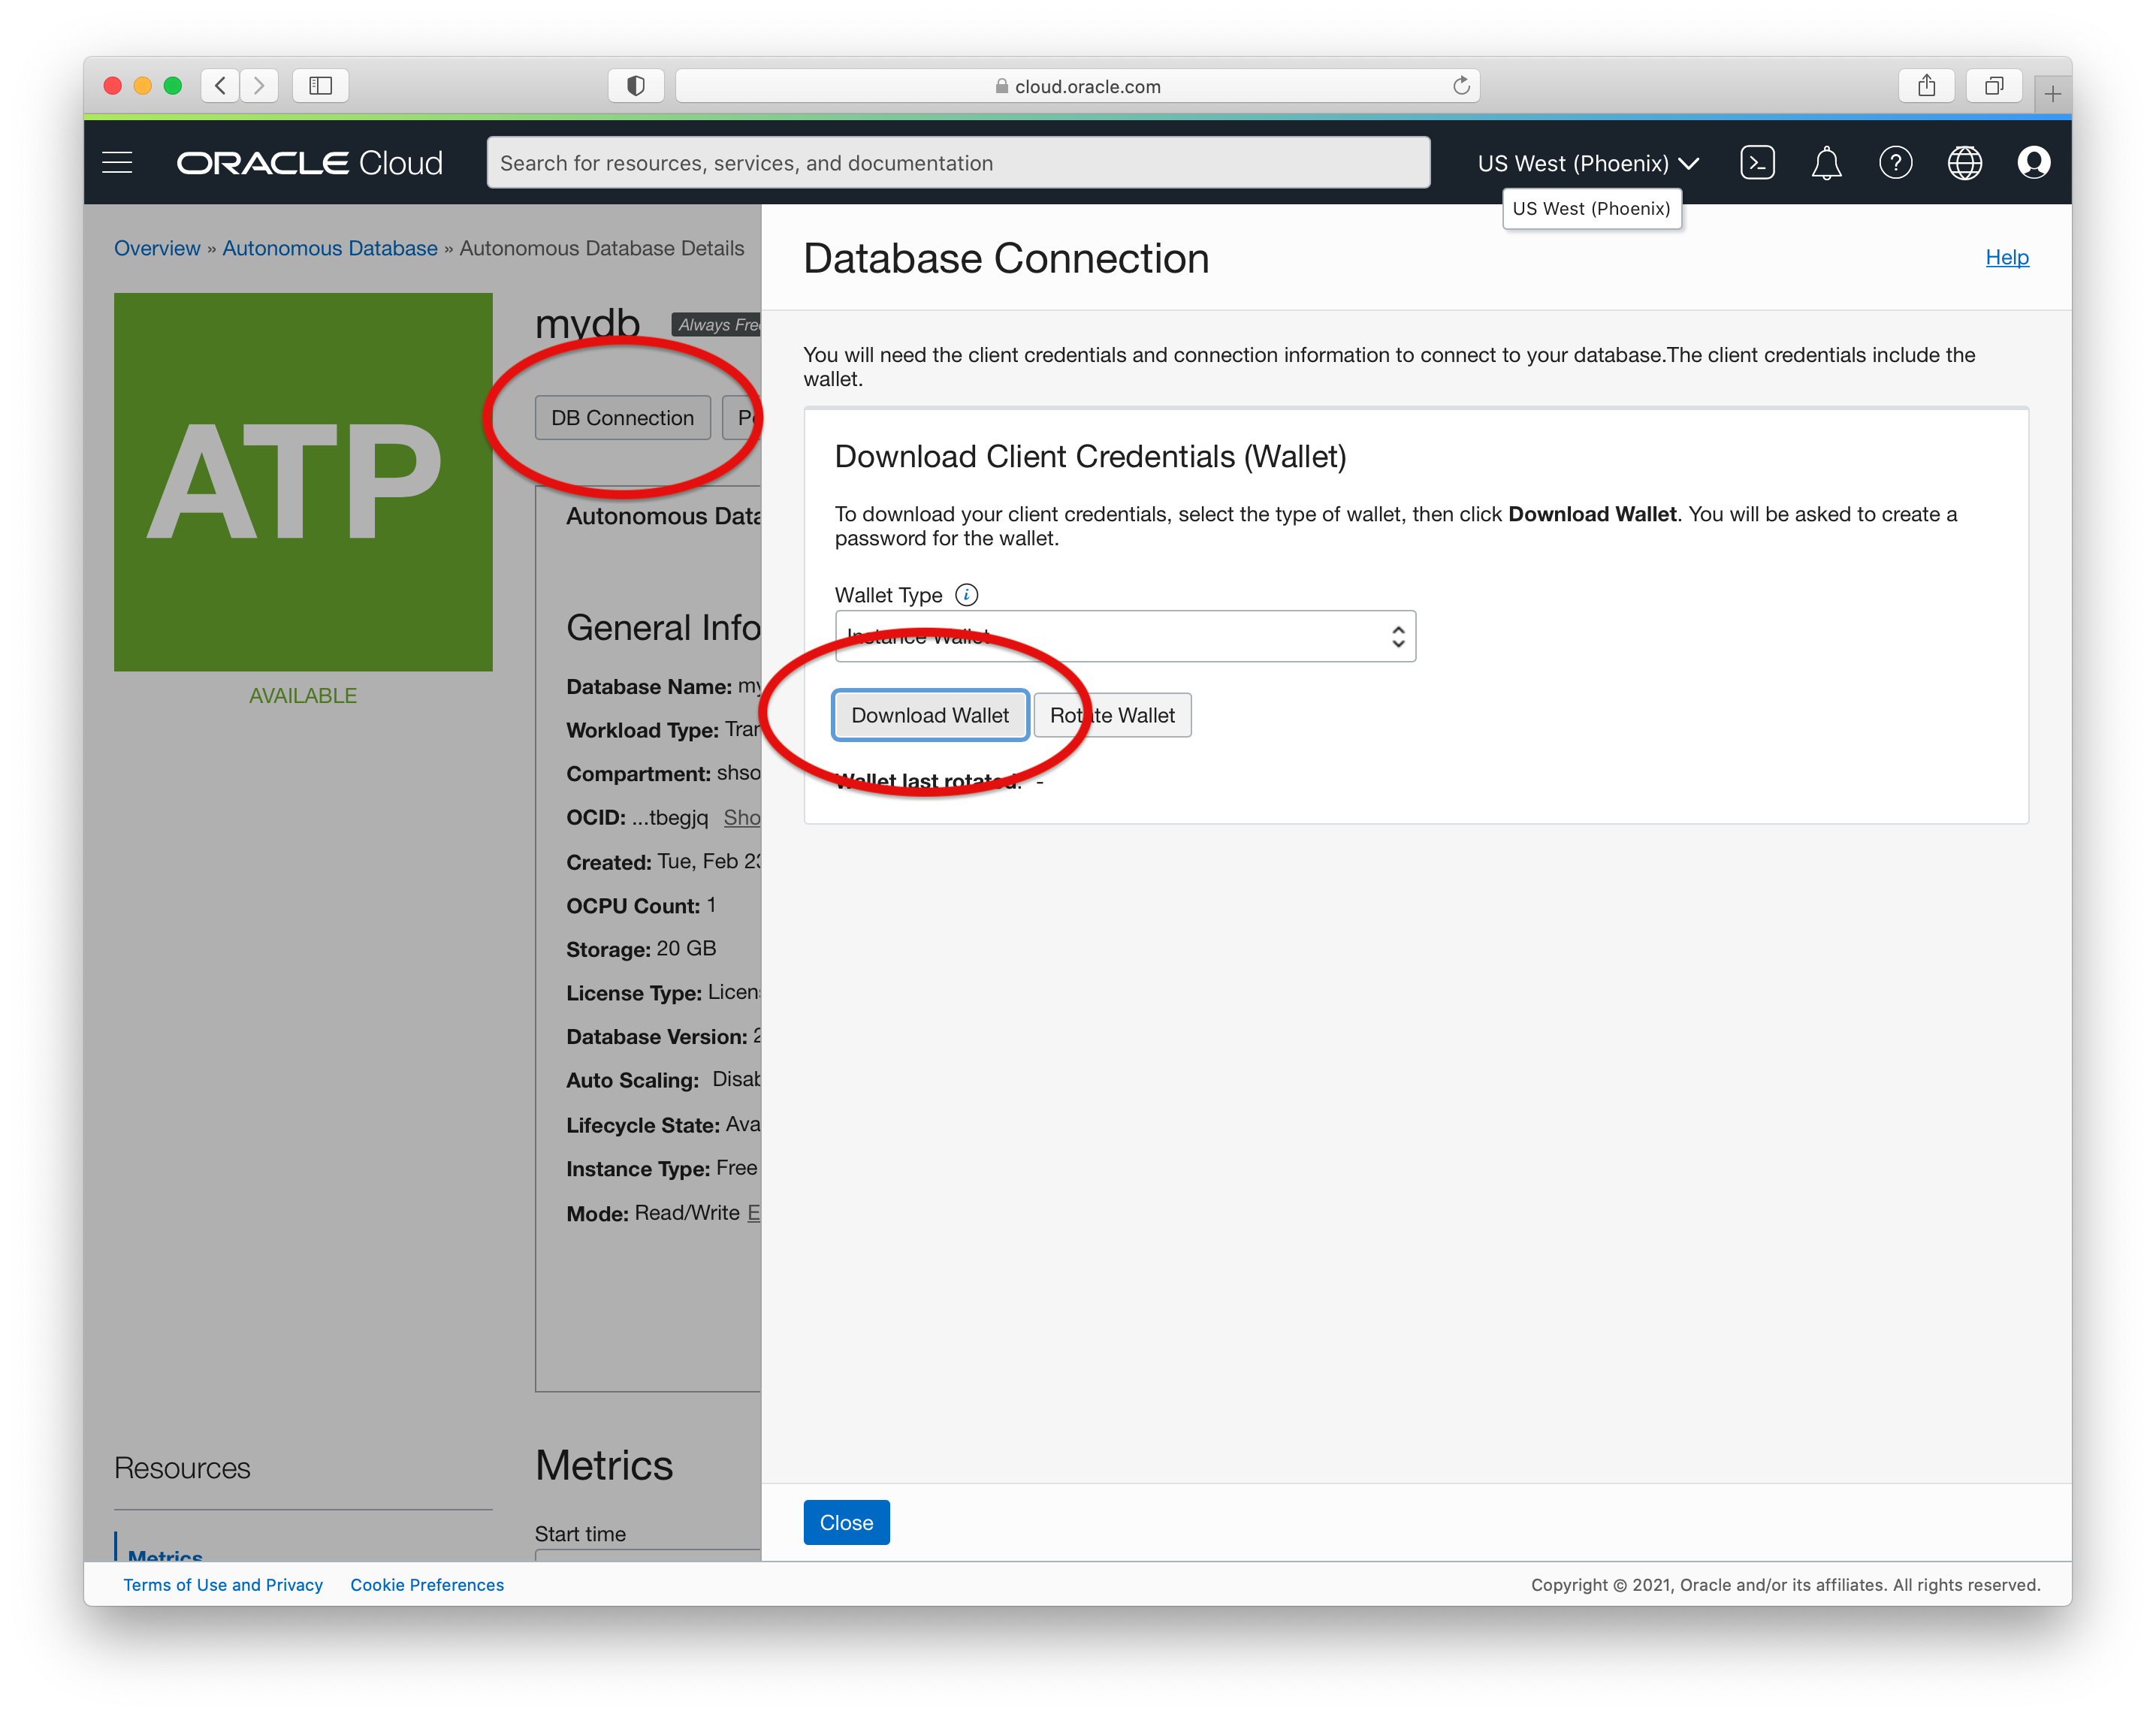 cloud.oracle.com
ORACLE Cloud
Search for resources, services, and documentation
US West (Phoenix)
US West (Phoenix)
Overview » Autonomous Database » Autonomous Database Details
mydb
Always Free
DB Connection
ATP
AVAILABLE
Autonomous Data
General Info
Database Name: my
Workload Type: Tran
Compartment: shso
OCID: ...tbegjq Sho
Created: Tue, Feb 23
OCPU Count: 1
Storage: 20 GB
License Type: Licens
Database Version: 2
Auto Scaling: Disab
Lifecycle State: Ava
Instance Type: Free
Mode: Read/Write E
Resources
Metrics
Metrics
Start time
Database Connection
Help
You will need the client credentials and connection information to connect to your database.The client credentials include the
wallet.
Download Client Credentials (Wallet)
To download your client credentials, select the type of wallet, then click Download Wallet. You will be asked to create a
password for the wallet.
Wallet Type i
Instance Wallet
Download Wallet
Rotate Wallet
Wallet last rotated: -
Close
Terms of Use and Privacy
Cookie Preferences
Copyright © 2021, Oracle and/or its affiliates. All rights reserved.